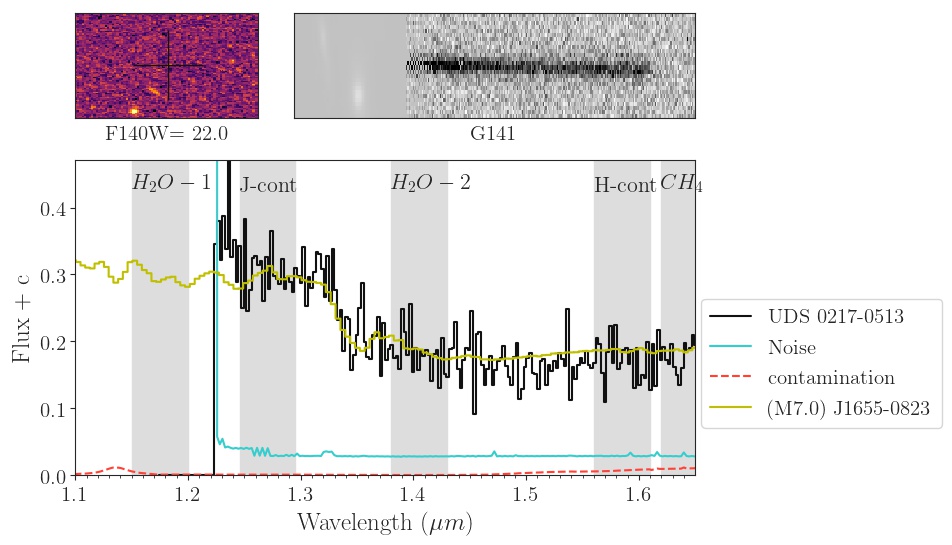 F140W= 22.0
G141
H₂O − 1
J-cont
H₂O − 2
H-cont
CH₄
Flux + c
0.4
0.3
0.2
0.1
0.0
1.1
1.2
1.3
1.4
1.5
1.6
Wavelength (μm)
UDS 0217-0513
Noise
contamination
(M7.0) J1655-0823